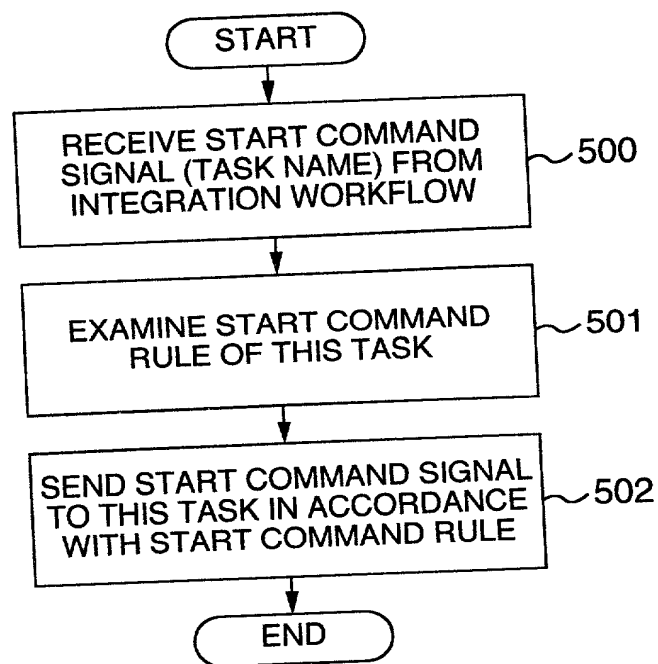 START
RECEIVE START COMMAND
SIGNAL (TASK NAME) FROM
INTEGRATION WORKFLOW
500
EXAMINE START COMMAND
RULE OF THIS TASK
501
SEND START COMMAND SIGNAL
TO THIS TASK IN ACCORDANCE
WITH START COMMAND RULE
502
END